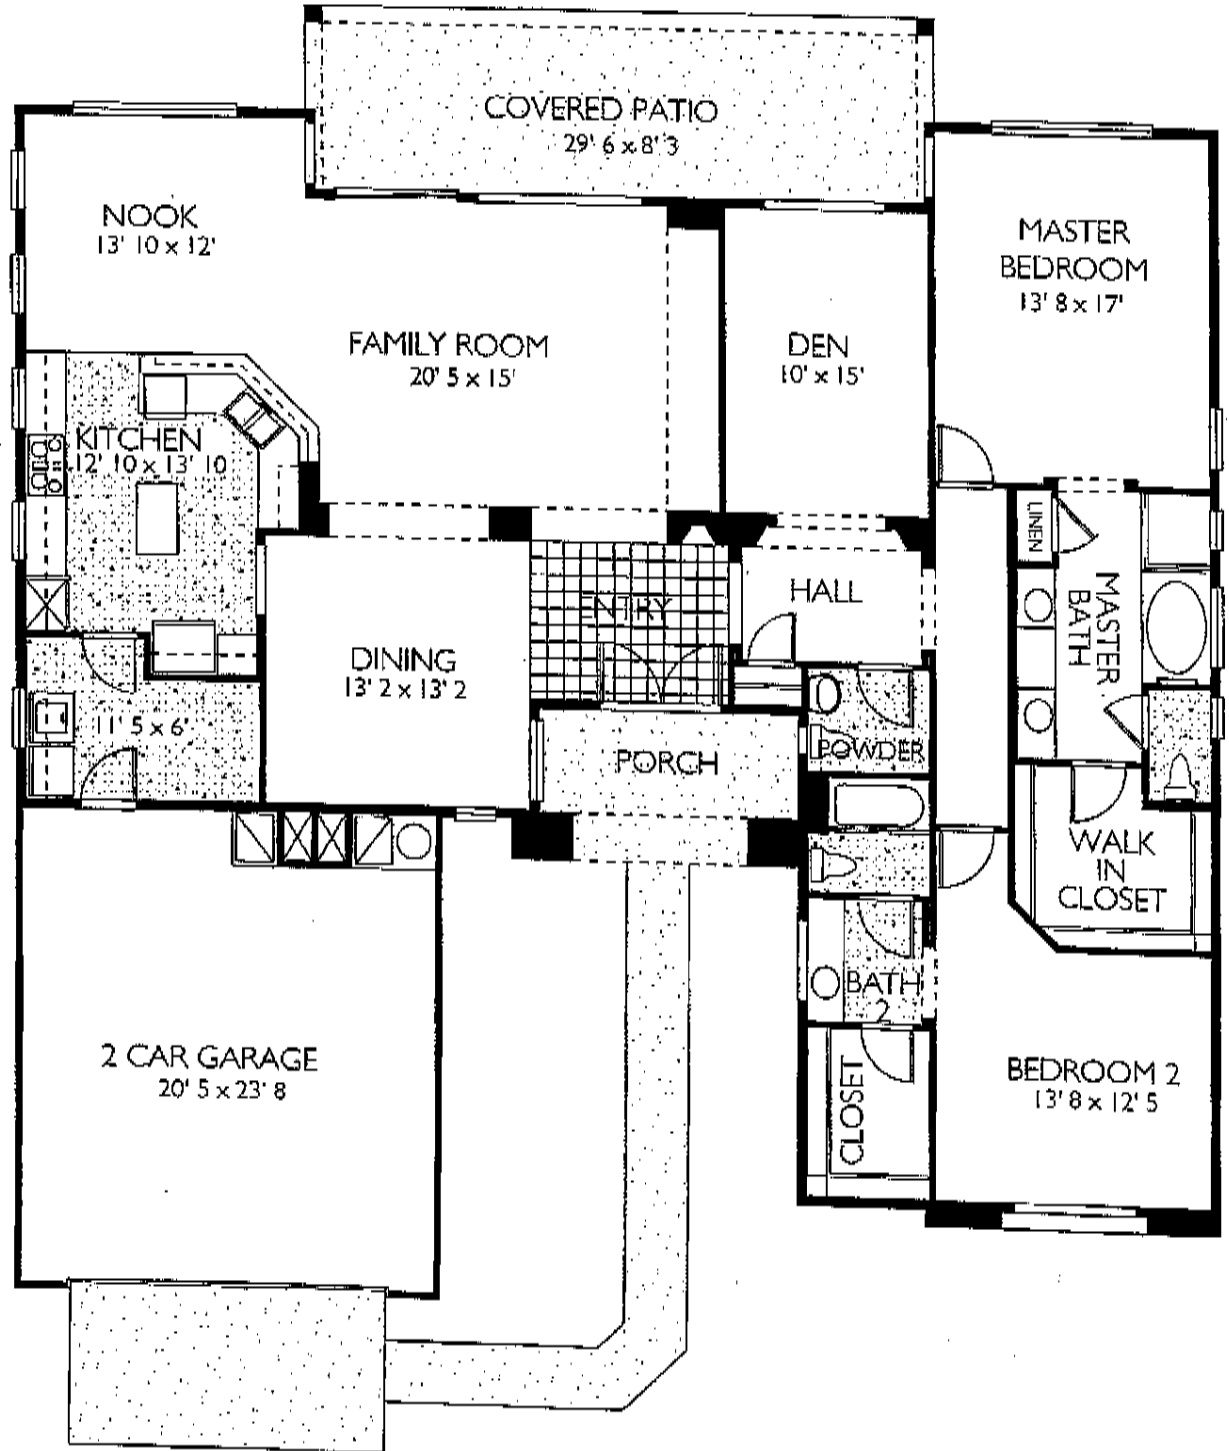 COVERED PATIO
29' 6 x 8' 3
NOOK
13' 10 x 12'
MASTER
BEDROOM
13' 8 x 17'
FAMILY ROOM
20' 5 x 15'
DEN
10' x 15'
KITCHEN
12' 10 x 13' 10
LINEN
HALL
ENTRY
MASTER
BATH
DINING
13' 2 x 13' 2
11' 5 x 6'
PORCH
POWDER
WALK
IN
CLOSET
BATH
2
2 CAR GARAGE
20' 5 x 23' 8
CLOSET
BEDROOM 2
13' 8 x 12' 5